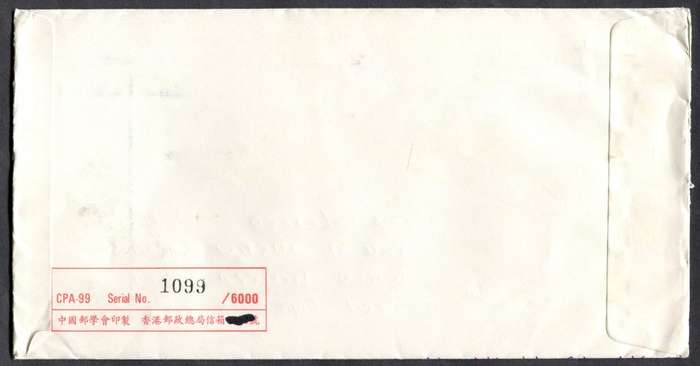 CPA-99 Serial No. 1099 /6000
中國郵學會印製 香港郵政總局信箱 號